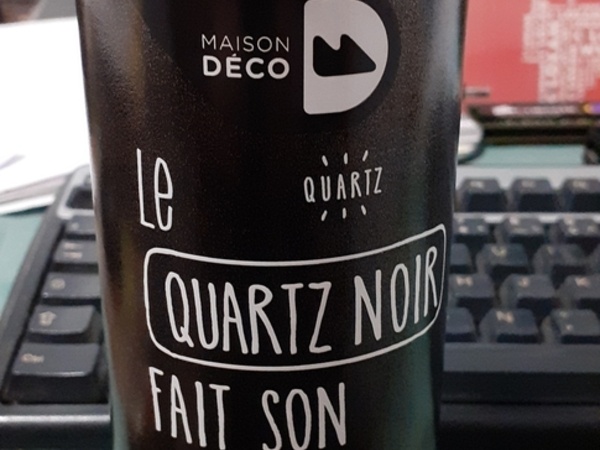 MAISON
DÉCO
Le
QUARTZ
QUARTZ NOIR
FAIT SON